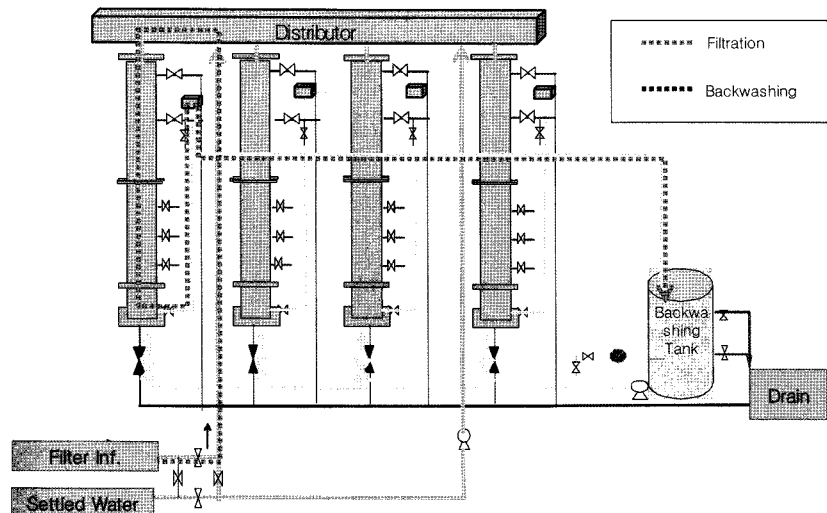 Distributor
Filtration
Backwashing
Backwa
shing
Tank
Drain
Filter Inf.
Settled Water